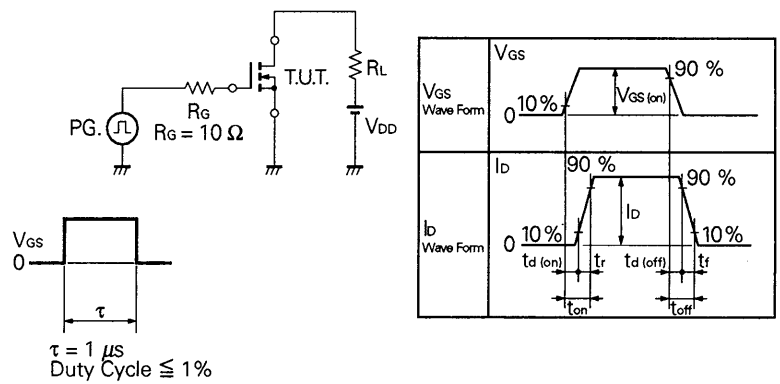 PG.
RG
RG = 10 Ω
T.U.T.
RL
VDD
VGS
0
τ
τ = 1 μs
Duty Cycle ≦ 1%
VGS
Wave Form
VGS
10 %
0
VGS (on)
90 %
ID
Wave Form
ID
90 %
10 %
0
ID
90 %
10 %
td (on)
tr
td (off)
tf
ton
toff